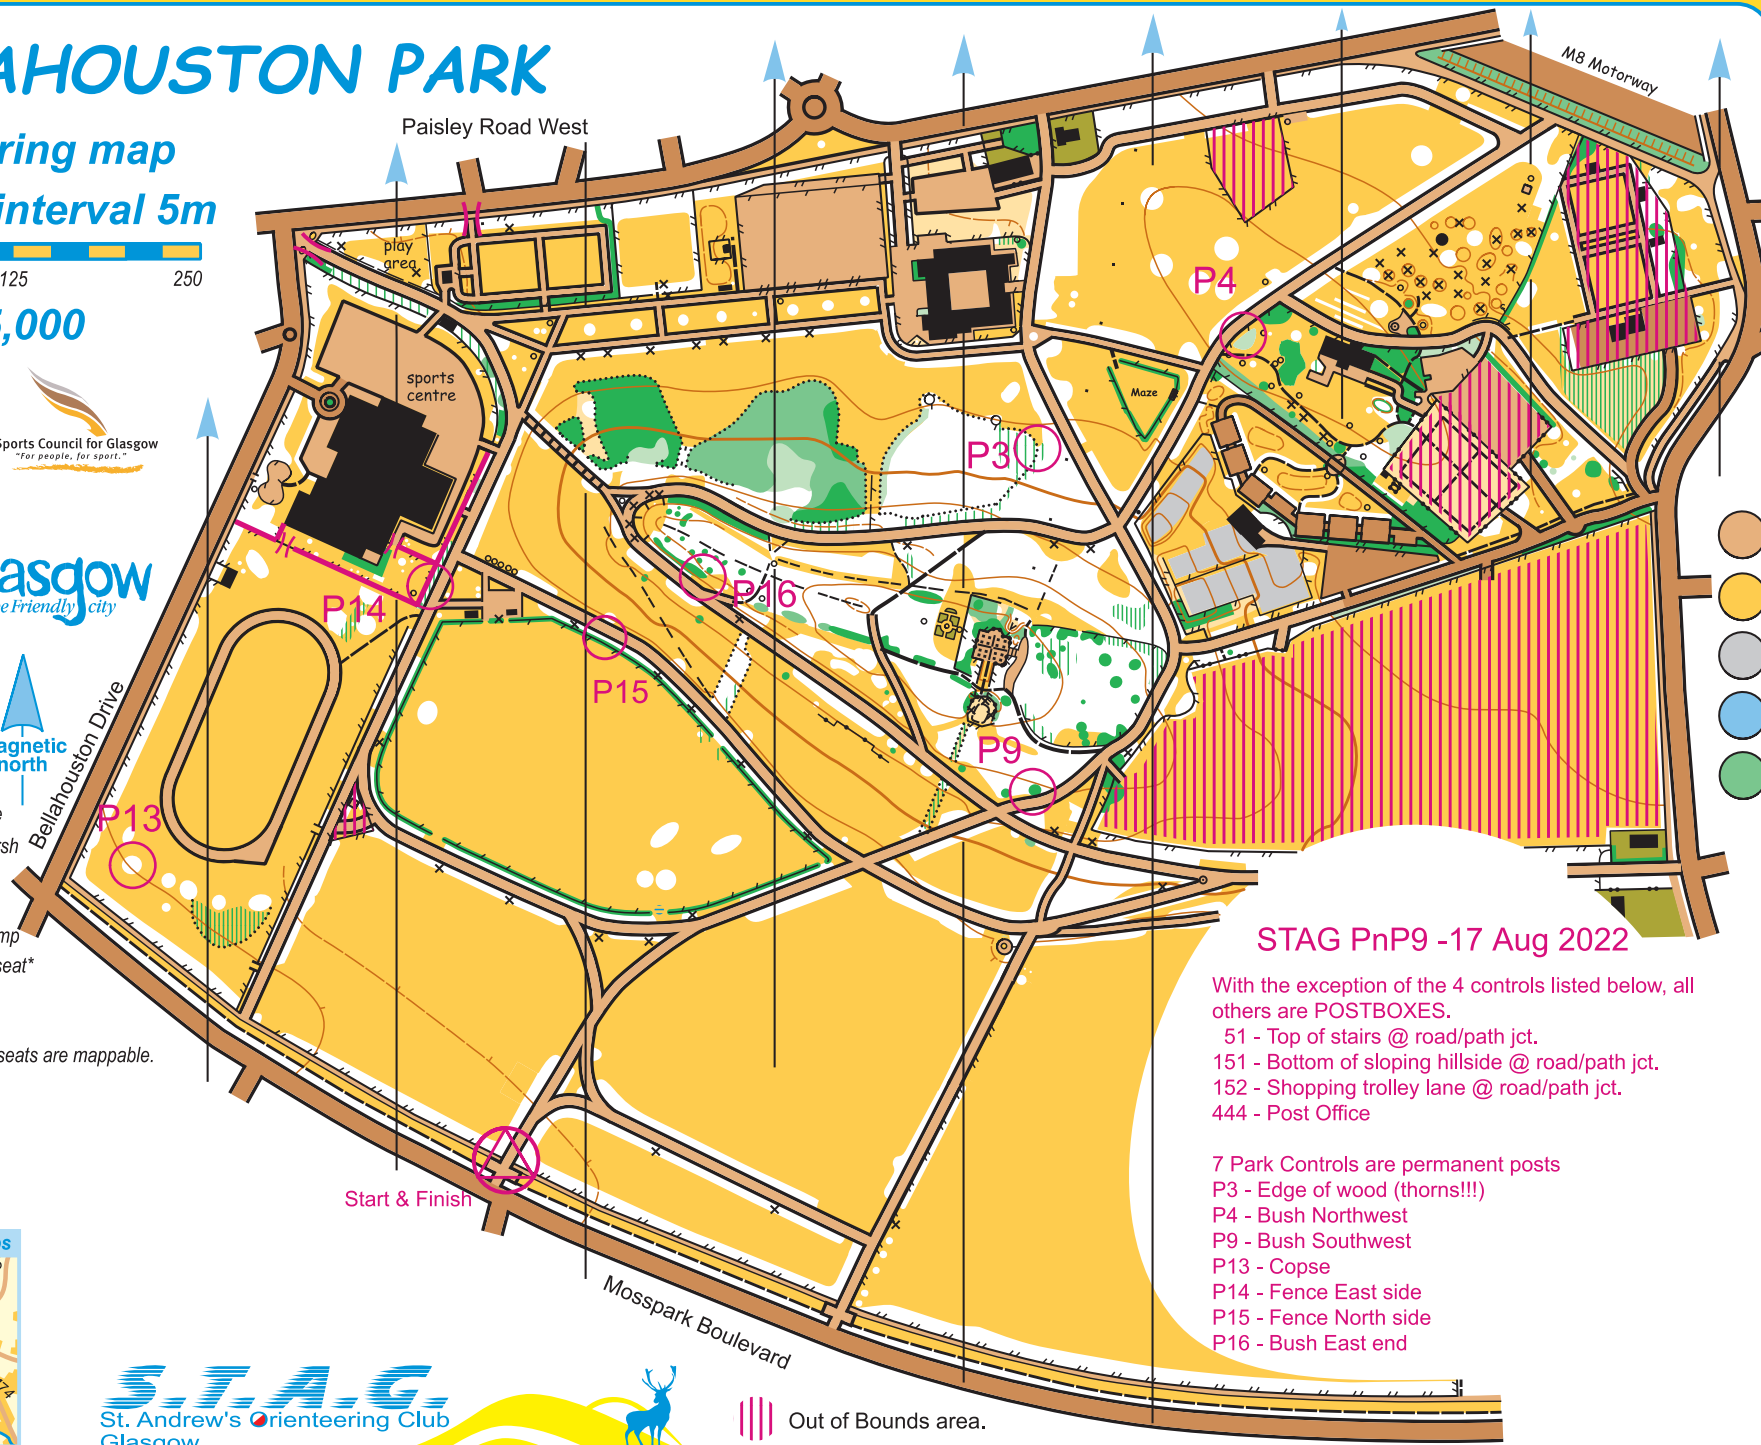 AHOUSTON PARK
ring map
interval 5m
125 250
5,000
Sports Council for Glasgow
"For people, for sport."
asgow
e Friendly city
agnetic
north
rsh
mp
seat*
seats are mappable.
Paisley Road West
M8 Motorway
play
area
sports
centre
Maze
P4
P3
P16
P14
P15
P9
P13
Bellahouston Drive
Start & Finish
Mosspark Boulevard
STAG PnP9 -17 Aug 2022
With the exception of the 4 controls listed below, all
others are POSTBOXES.
51 - Top of stairs @ road/path jct.
151 - Bottom of sloping hillside @ road/path jct.
152 - Shopping trolley lane @ road/path jct.
444 - Post Office
7 Park Controls are permanent posts
P3 - Edge of wood (thorns!!!)
P4 - Bush Northwest
P9 - Bush Southwest
P13 - Copse
P14 - Fence East side
P15 - Fence North side
P16 - Bush East end
S.T.A.G.
St. Andrew's Orienteering Club
Glasgow
Out of Bounds area.